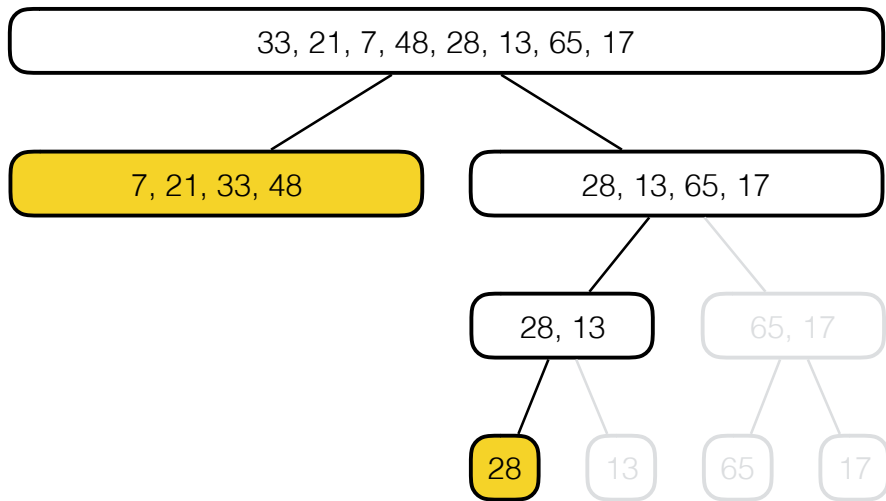 33, 21, 7, 48, 28, 13, 65, 17
7, 21, 33, 48
28, 13, 65, 17
28, 13
65, 17
28
13
65
17